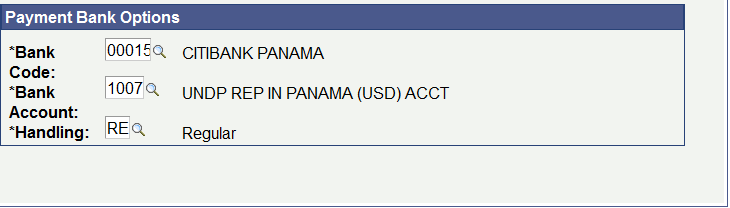 Payment Bank Options
*Bank Code: 00015 CITIBANK PANAMA
*Bank Account: 1007 UNDP REP IN PANAMA (USD) ACCT
*Handling: RE Regular